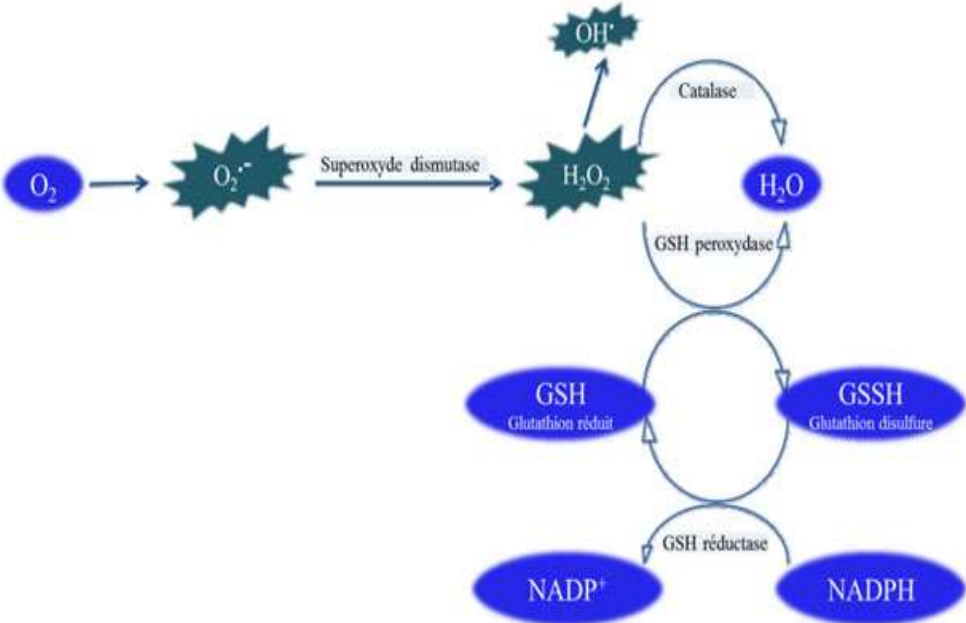 OH•
Catalase
O₂
O₂•⁻
Superoxyde dismutase
H₂O₂
H₂O
GSH peroxydase
GSH
Glutathion réduit
GSSH
Glutathion disulfure
GSH réductase
NADP⁺
NADPH